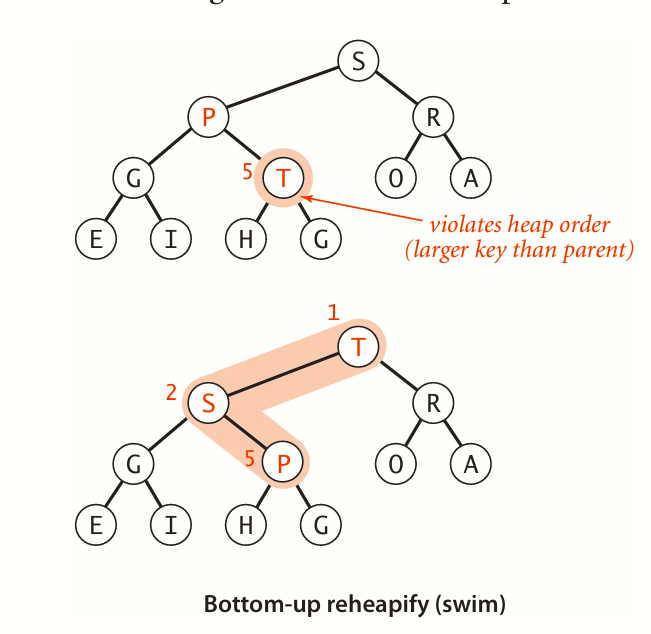 S
P R
G 5 T O A
E I H G
violates heap order
(larger key than parent)
1
T
2 S R
G 5 P O A
E I H G
Bottom-up reheapify (swim)